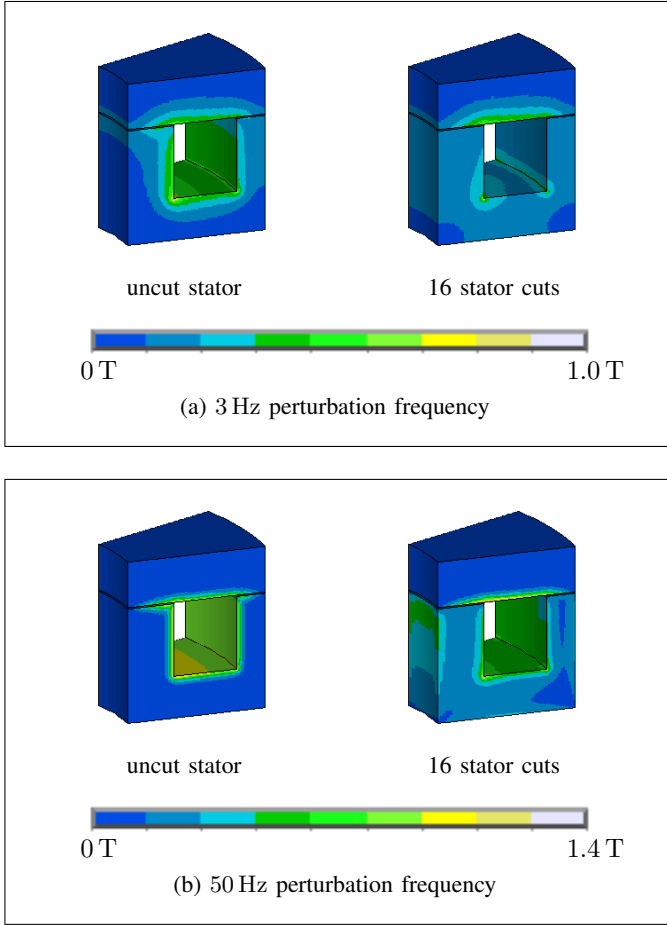 uncut stator
16 stator cuts
0 T
1.0 T
(a) 3 Hz perturbation frequency
uncut stator
16 stator cuts
0 T
1.4 T
(b) 50 Hz perturbation frequency